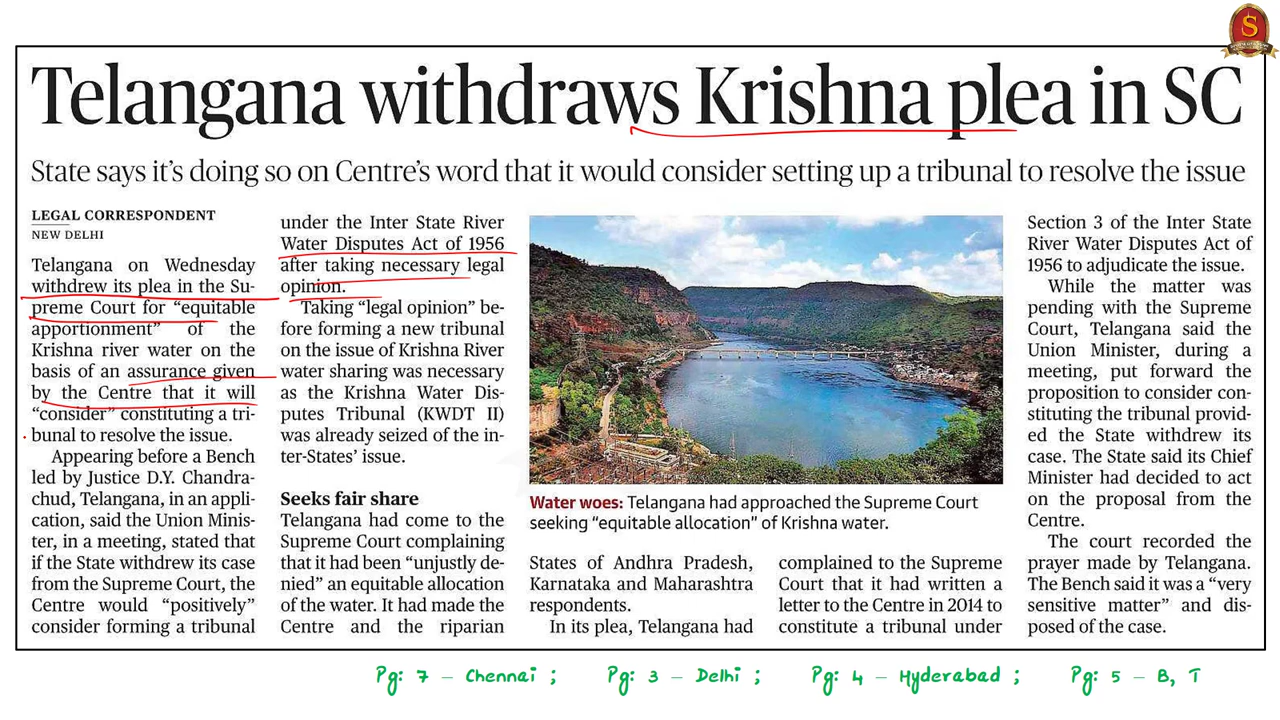 Telangana withdraws Krishna plea in SC
State says it's doing so on Centre's word that it would consider setting up a tribunal to resolve the issue
LEGAL CORRESPONDENT
NEW DELHI
Telangana on Wednesday
withdrew its plea in the Su-
preme Court for "equitable
apportionment" of the
Krishna river water on the
basis of an assurance given
by the Centre that it will
"consider" constituting a tri-
bunal to resolve the issue.
Appearing before a Bench
led by Justice D.Y. Chandra-
chud, Telangana, in an appli-
cation, said the Union Minis-
ter, in a meeting, stated that
if the State withdrew its case
from the Supreme Court, the
Centre would "positively"
consider forming a tribunal
under the Inter State River
Water Disputes Act of 1956
after taking necessary legal
opinion.
Taking "legal opinion" be-
fore forming a new tribunal
on the issue of Krishna River
water sharing was necessary
as the Krishna Water Dis-
putes Tribunal (KWDT II)
was already seized of the in-
ter-States' issue.
Seeks fair share
Telangana had come to the
Supreme Court complaining
that it had been "unjustly de-
nied" an equitable allocation
of the water. It had made the
Centre and the riparian
Water woes: Telangana had approached the Supreme Court
seeking "equitable allocation" of Krishna water.
States of Andhra Pradesh,
Karnataka and Maharashtra
respondents.
In its plea, Telangana had
complained to the Supreme
Court that it had written a
letter to the Centre in 2014 to
constitute a tribunal under
Section 3 of the Inter State
River Water Disputes Act of
1956 to adjudicate the issue.
While the matter was
pending with the Supreme
Court, Telangana said the
Union Minister, during a
meeting, put forward the
proposition to consider con-
stituting the tribunal provid-
ed the State withdrew its
case. The State said its Chief
Minister had decided to act
on the proposal from the
Centre.
The court recorded the
prayer made by Telangana.
The Bench said it was a "very
sensitive matter" and dis-
posed of the case.
Pg: 7 – Chennai ; Pg: 3 – Delhi ; Pg: 4 – Hyderabad ; Pg: 5 – B, T